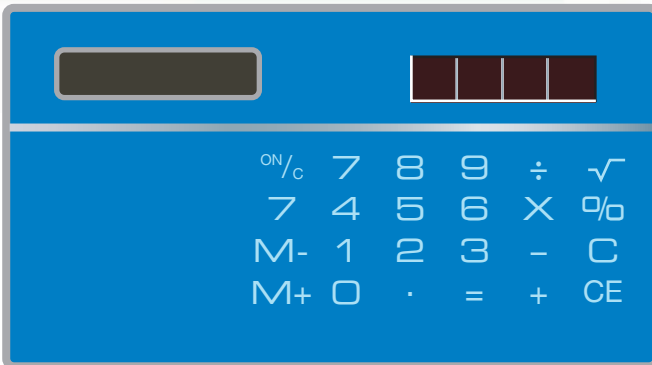 ON/C 7 8 9 ÷ √
7 4 5 6 X %
M- 1 2 3 - C
M+ 0 . = + CE